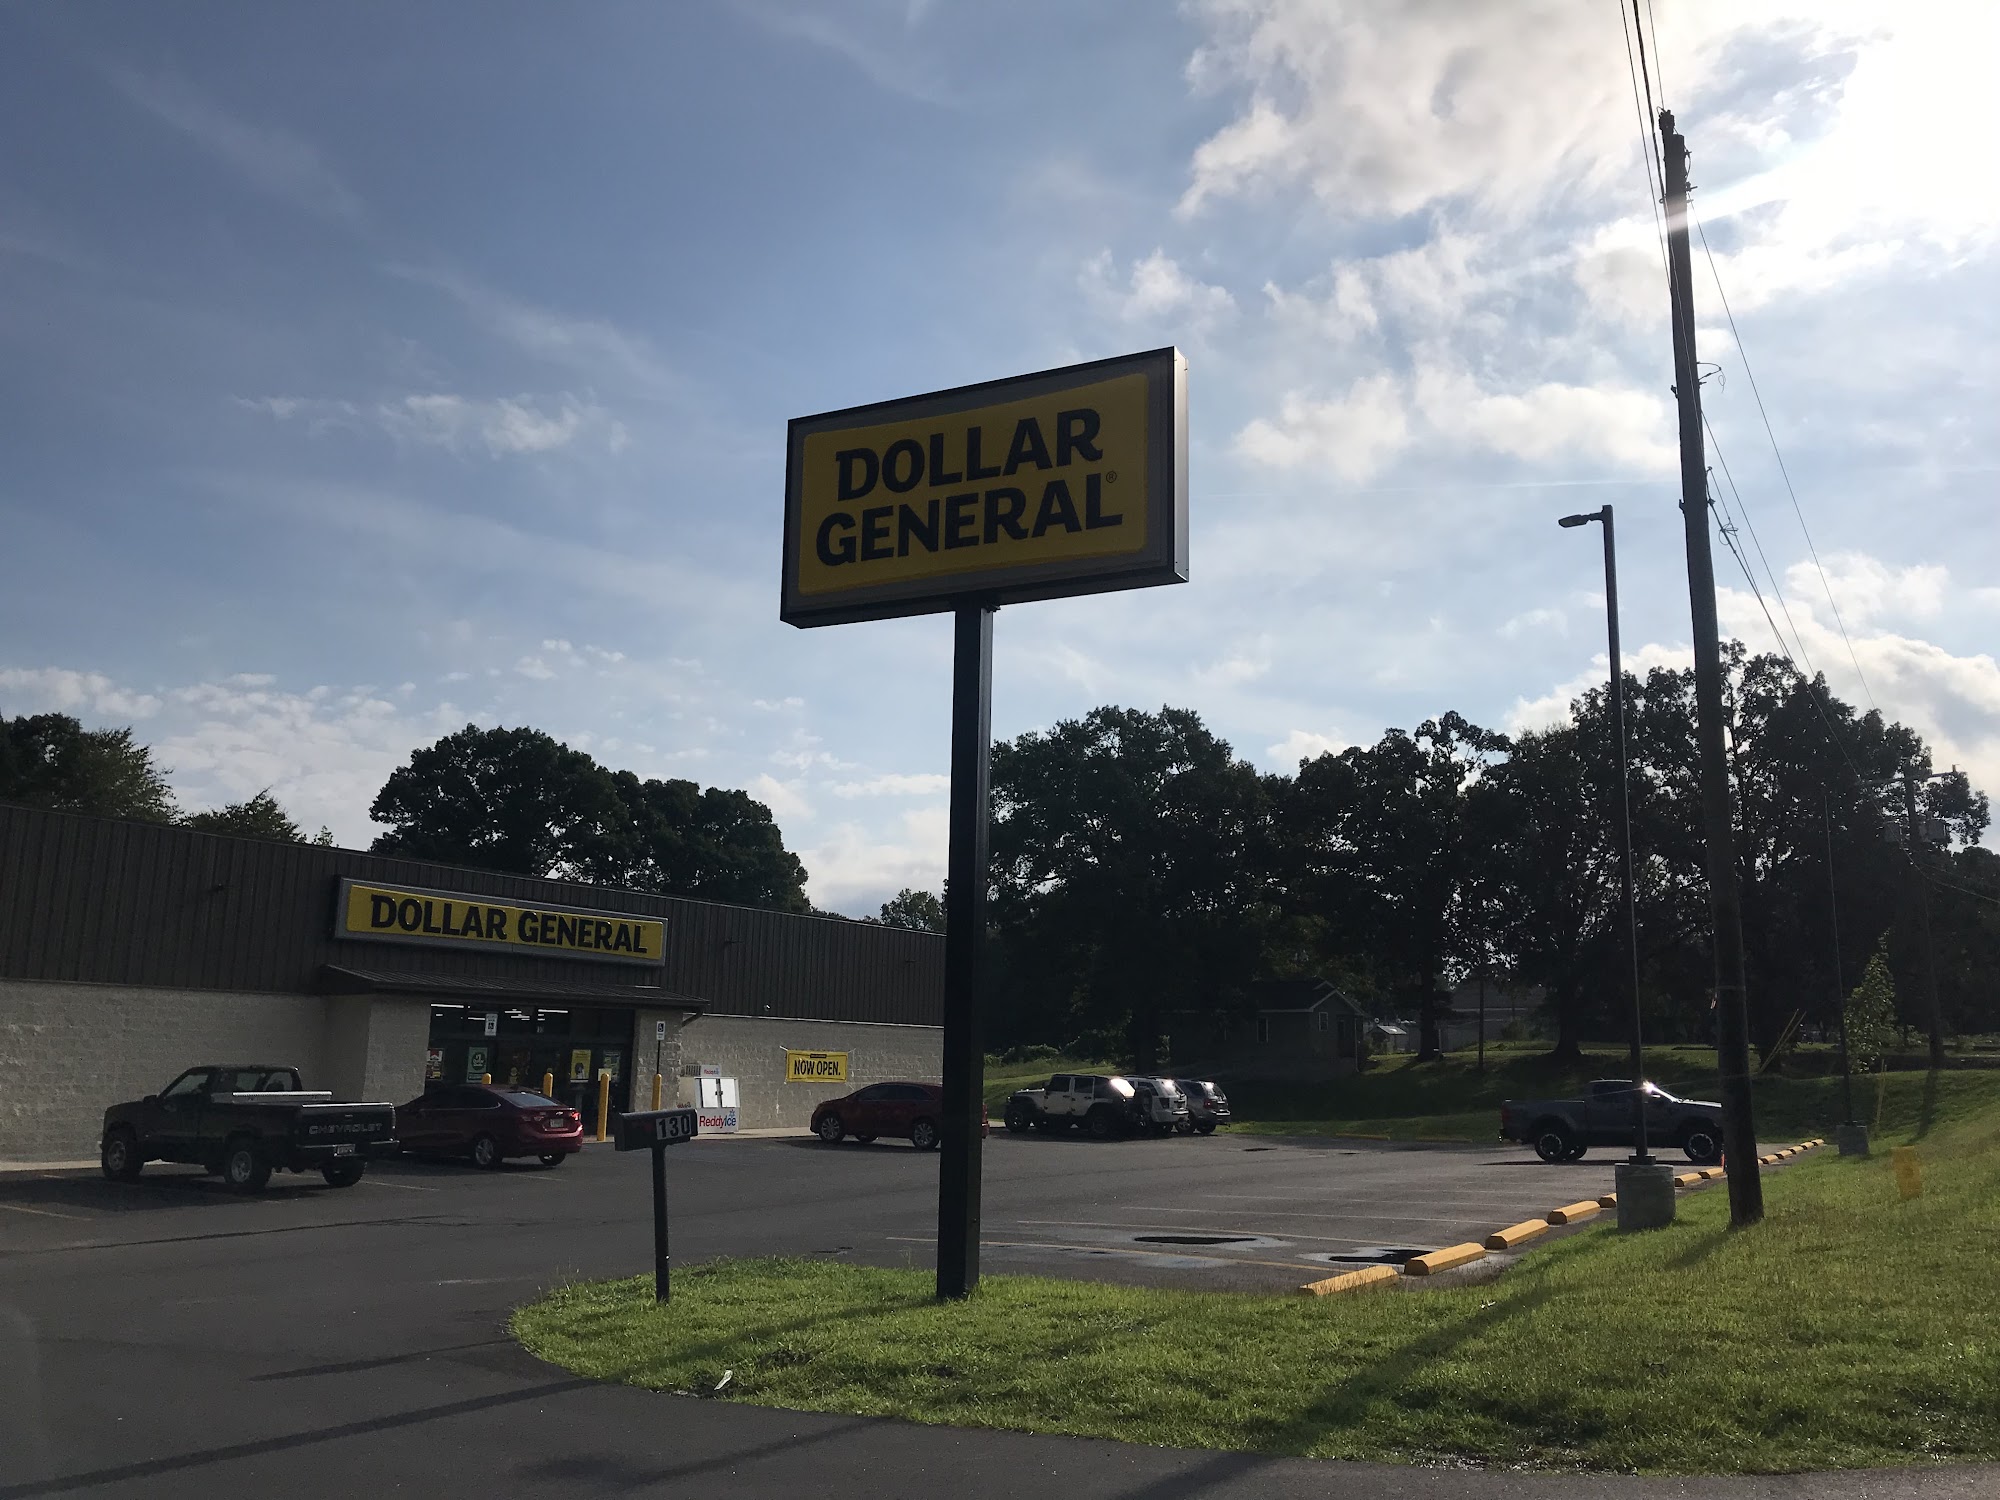 DOLLAR
GENERAL®
DOLLAR GENERAL
NOW OPEN.
130
ReddyIce
CHEVROLET